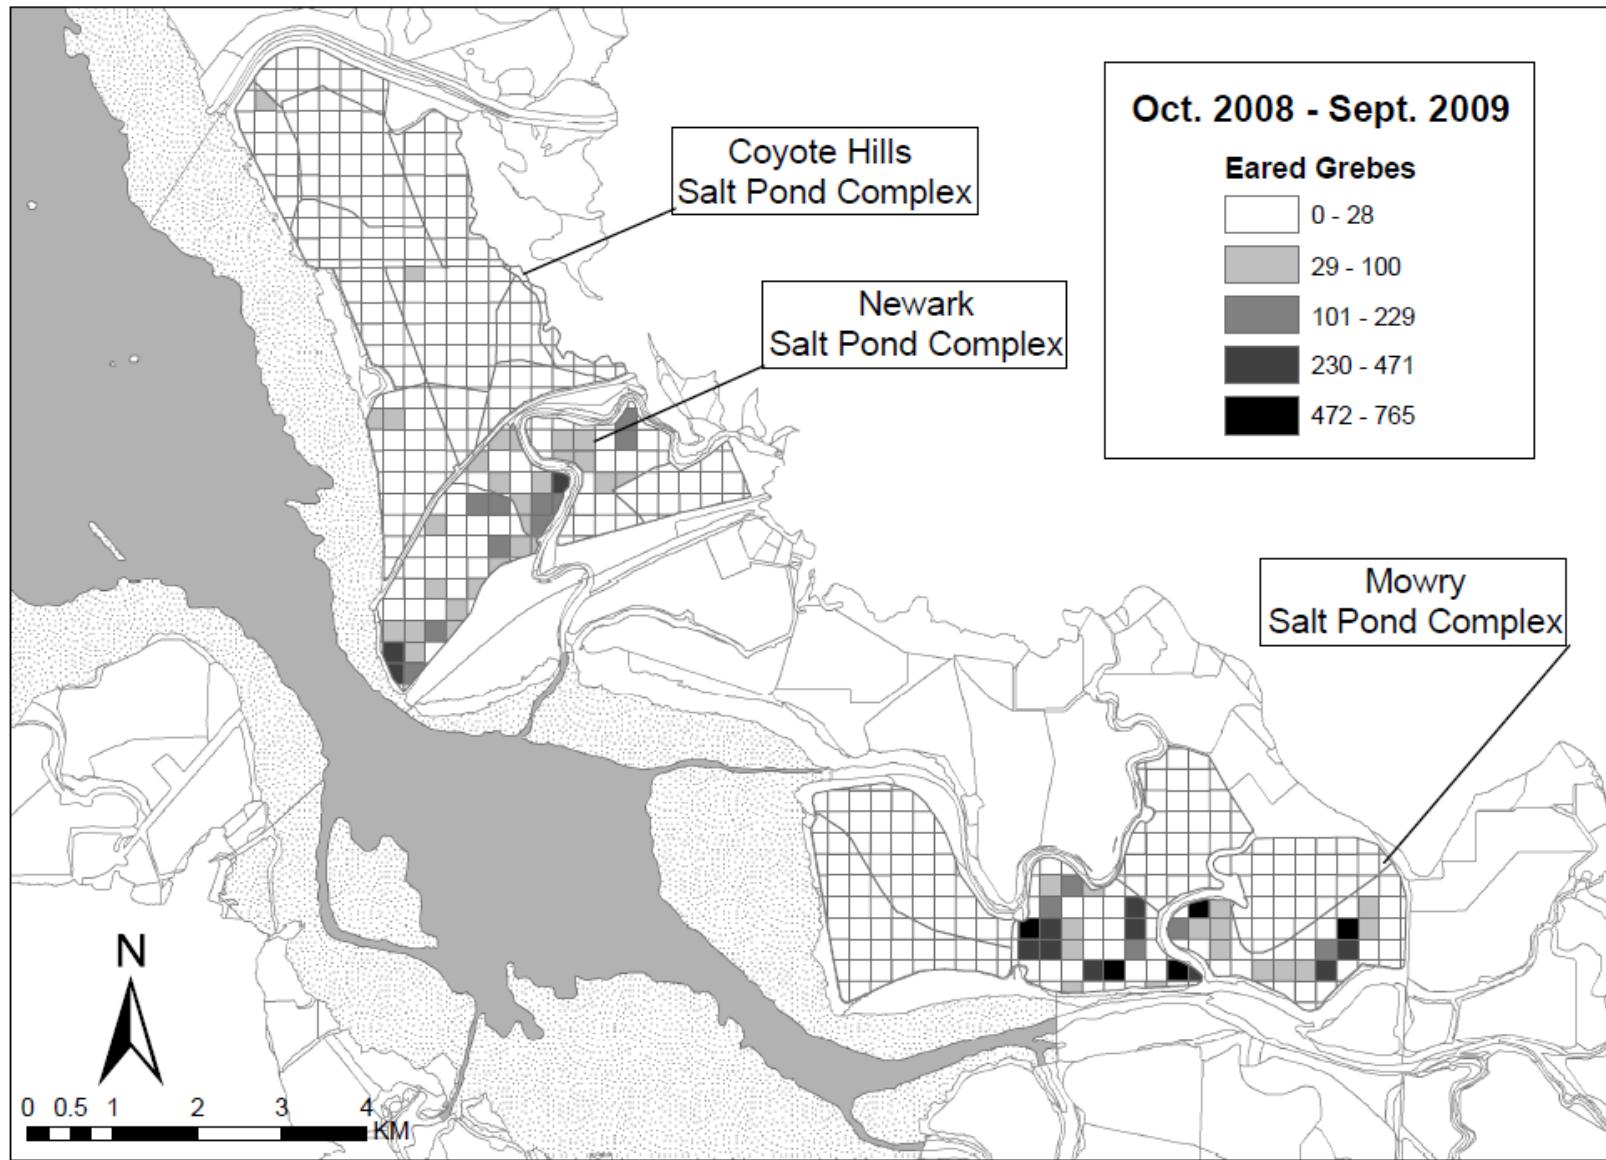 Oct. 2008 - Sept. 2009
Eared Grebes
0 - 28
29 - 100
101 - 229
230 - 471
472 - 765
Coyote Hills
Salt Pond Complex
Newark
Salt Pond Complex
Mowry
Salt Pond Complex
N
0 0.5 1 2 3 4
KM